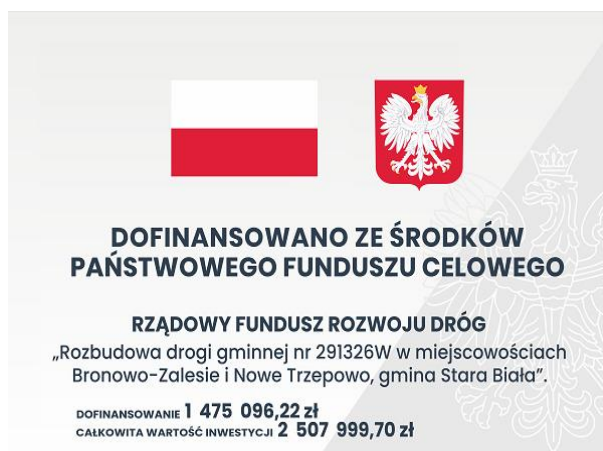 DOFINANSOWANO ZE ŚRODKÓW
PAŃSTWOWEGO FUNDUSZU CELOWEGO
RZĄDOWY FUNDUSZ ROZWOJU DRÓG
„Rozbudowa drogi gminnej nr 291326W w miejscowościach
Bronowo-Zalesie i Nowe Trzepowo, gmina Stara Biała”.
DOFINANSOWANIE 1 475 096,22 zł
CAŁKOWITA WARTOŚĆ INWESTYCJI 2 507 999,70 zł